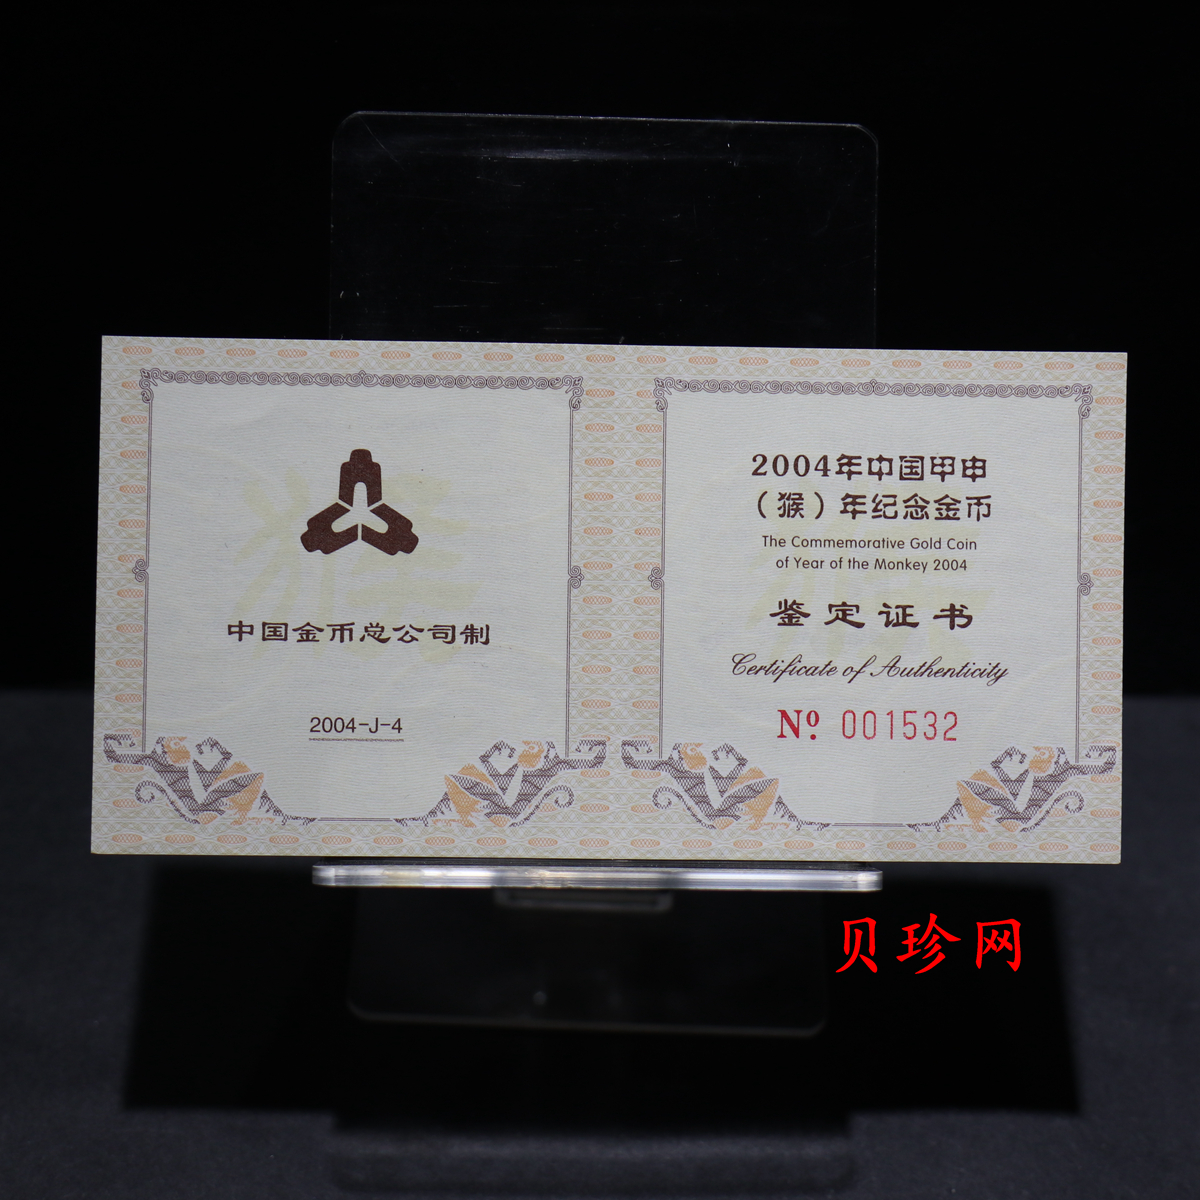 中国金币总公司制
2004-J-4
2004年中国甲申
（猴）年纪念金币
The Commemorative Gold Coin
of Year of the Monkey 2004
鉴定证书
Certificate of Authenticity
Nº 001532
贝珍网